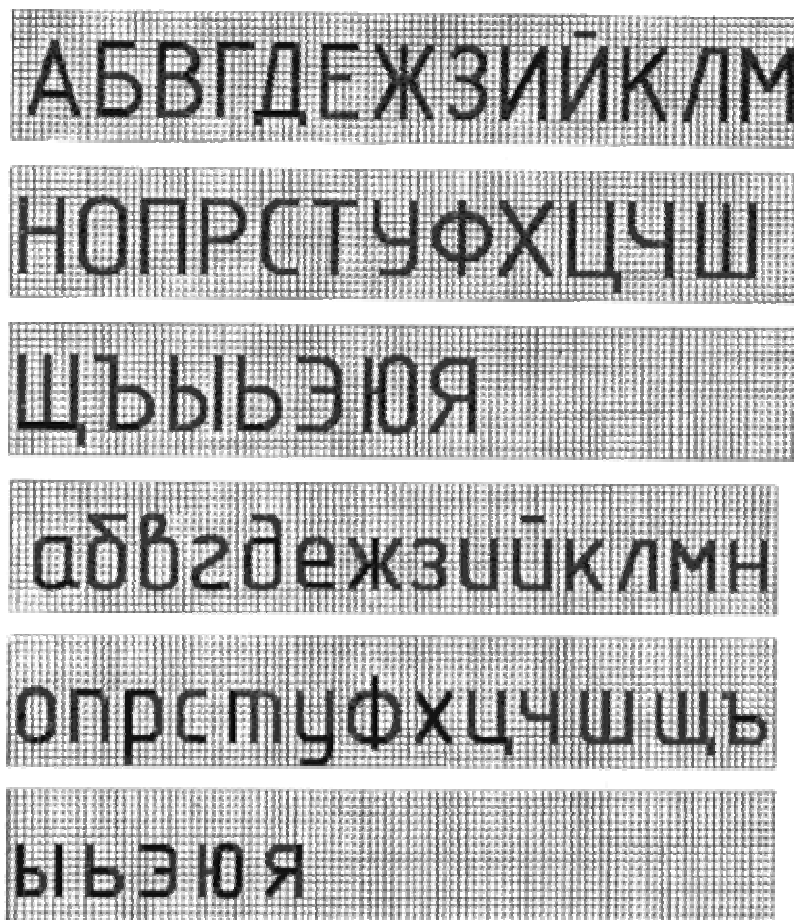 АБВГДЕЖЗИЙКЛМ
НОПРСТУФХЦЧШ
ЩЪЫЬЭЮЯ
абвгдежзийклмн
опрстуфхцчшщъ
ыьэюя